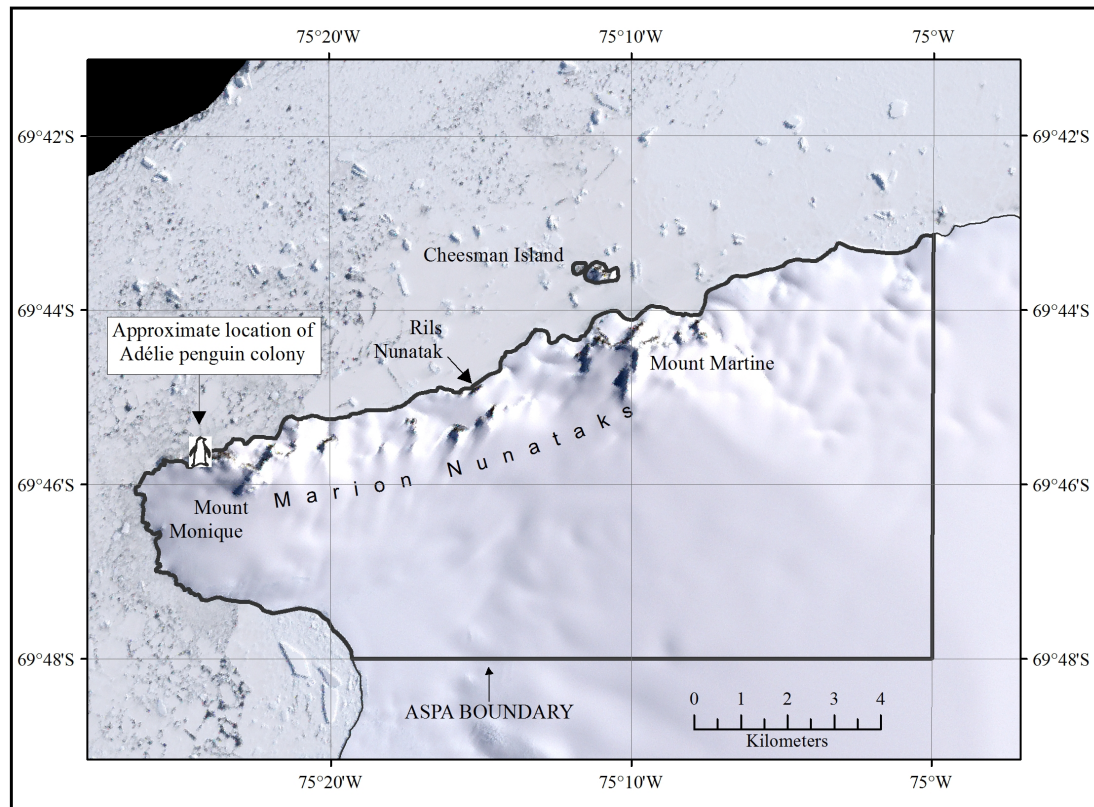 75°20'W 75°10'W 75°W
69°42'S 69°42'S
Cheesman Island
69°44'S 69°44'S
Approximate location of
Adélie penguin colony
Rils
Nunatak
Mount Martine
Marion Nunataks
69°46'S 69°46'S
Mount
Monique
69°48'S 69°48'S
ASPA BOUNDARY
0 1 2 3 4
Kilometers
75°20'W 75°10'W 75°W